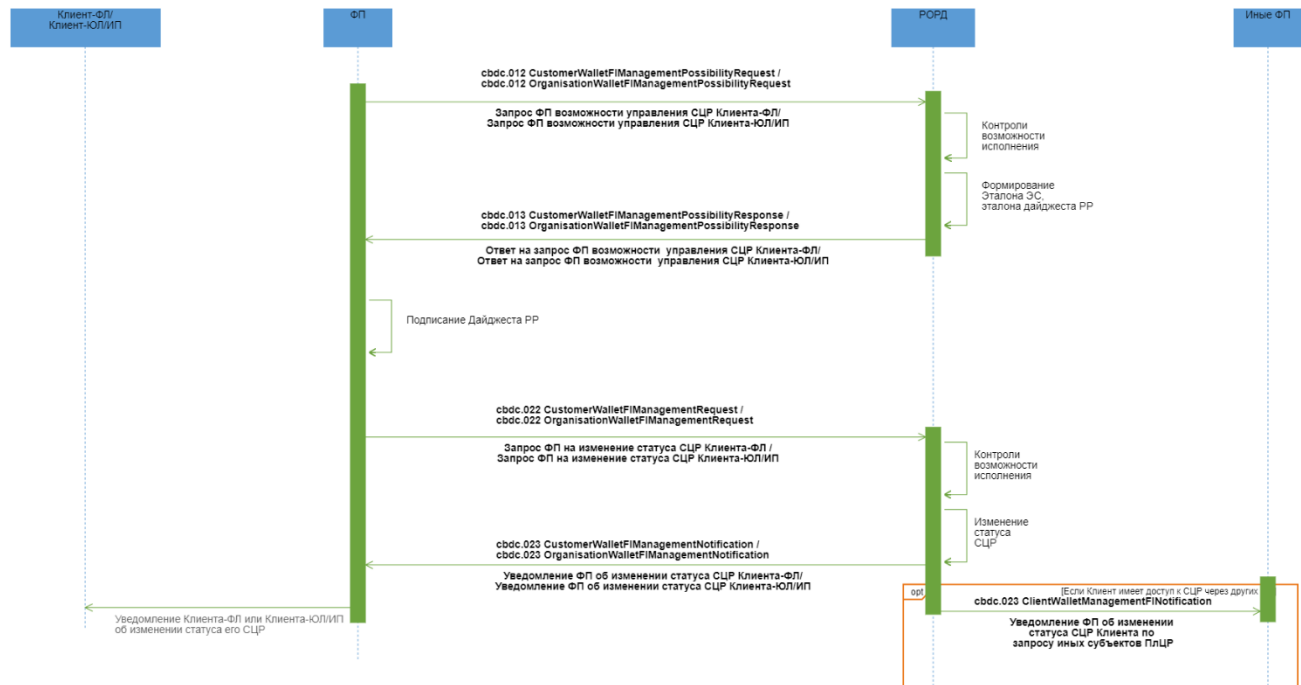 Клиент-ФЛ/
Клиент-ЮЛ/ИП
ФП
РОРД
Иные ФП
cbdc.012 CustomerWalletFIManagementPossibilityRequest /
cbdc.012 OrganisationWalletFIManagementPossibilityRequest
Запрос ФП возможности управления СЦР Клиента-ФЛ/
Запрос ФП возможности управления СЦР Клиента-ЮЛ/ИП
Контроли
возможности
исполнения
Формирование
Эталона ЭС,
эталона дайджеста РР
cbdc.013 CustomerWalletFIManagementPossibilityResponse /
cbdc.013 OrganisationWalletFIManagementPossibilityResponse
Ответ на запрос ФП возможности управления СЦР Клиента-ФЛ/
Ответ на запрос ФП возможности управления СЦР Клиента-ЮЛ/ИП
Подписание Дайджеста РР
cbdc.022 CustomerWalletFIManagementRequest /
cbdc.022 OrganisationWalletFIManagementRequest
Запрос ФП на изменение статуса СЦР Клиента-ФЛ /
Запрос ФП на изменение статуса СЦР Клиента-ЮЛ/ИП
Контроли
возможности
исполнения
Изменение
статуса
СЦР
cbdc.023 CustomerWalletFIManagementNotification /
cbdc.023 OrganisationWalletFIManagementNotification
Уведомление ФП об изменении статуса СЦР Клиента-ФЛ/
Уведомление ФП об изменении статуса СЦР Клиента-ЮЛ/ИП
opt
[Если Клиент имеет доступ к СЦР через других
cbdc.023 ClientWalletManagementFINotification
Уведомление ФП об изменении
статуса СЦР Клиента по
запросу иных субъектов ПлЦР
Уведомление Клиента-ФЛ или Клиента-ЮЛ/ИП
об изменении статуса его СЦР